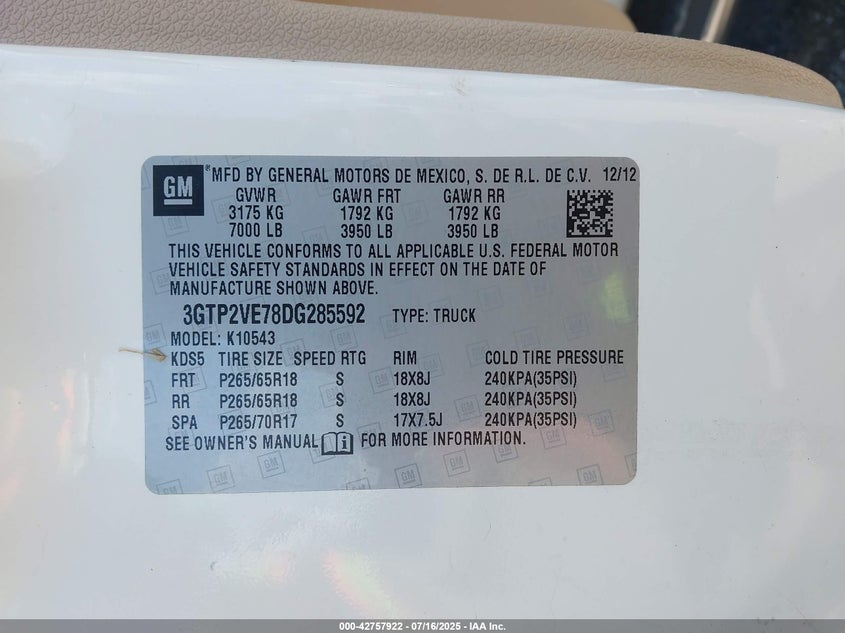 GM ®MFD BY GENERAL MOTORS DE MEXICO, S. DE R.L. DE C.V. 12/12
GVWR GAWR FRT GAWR RR
3175 KG 1792 KG 1792 KG
7000 LB 3950 LB 3950 LB
THIS VEHICLE CONFORMS TO ALL APPLICABLE U.S. FEDERAL MOTOR
VEHICLE SAFETY STANDARDS IN EFFECT ON THE DATE OF
MANUFACTURE SHOWN ABOVE.
3GTP2VE78DG285592 TYPE: TRUCK
MODEL: K10543
KDS5 TIRE SIZE SPEED RTG RIM COLD TIRE PRESSURE
FRT P265/65R18 S 18X8J 240KPA(35PSI)
RR P265/65R18 S 18X8J 240KPA(35PSI)
SPA P265/70R17 S 17X7.5J 240KPA(35PSI)
SEE OWNER'S MANUAL FOR MORE INFORMATION.
000-42757922 - 07/16/2025 - IAA Inc.